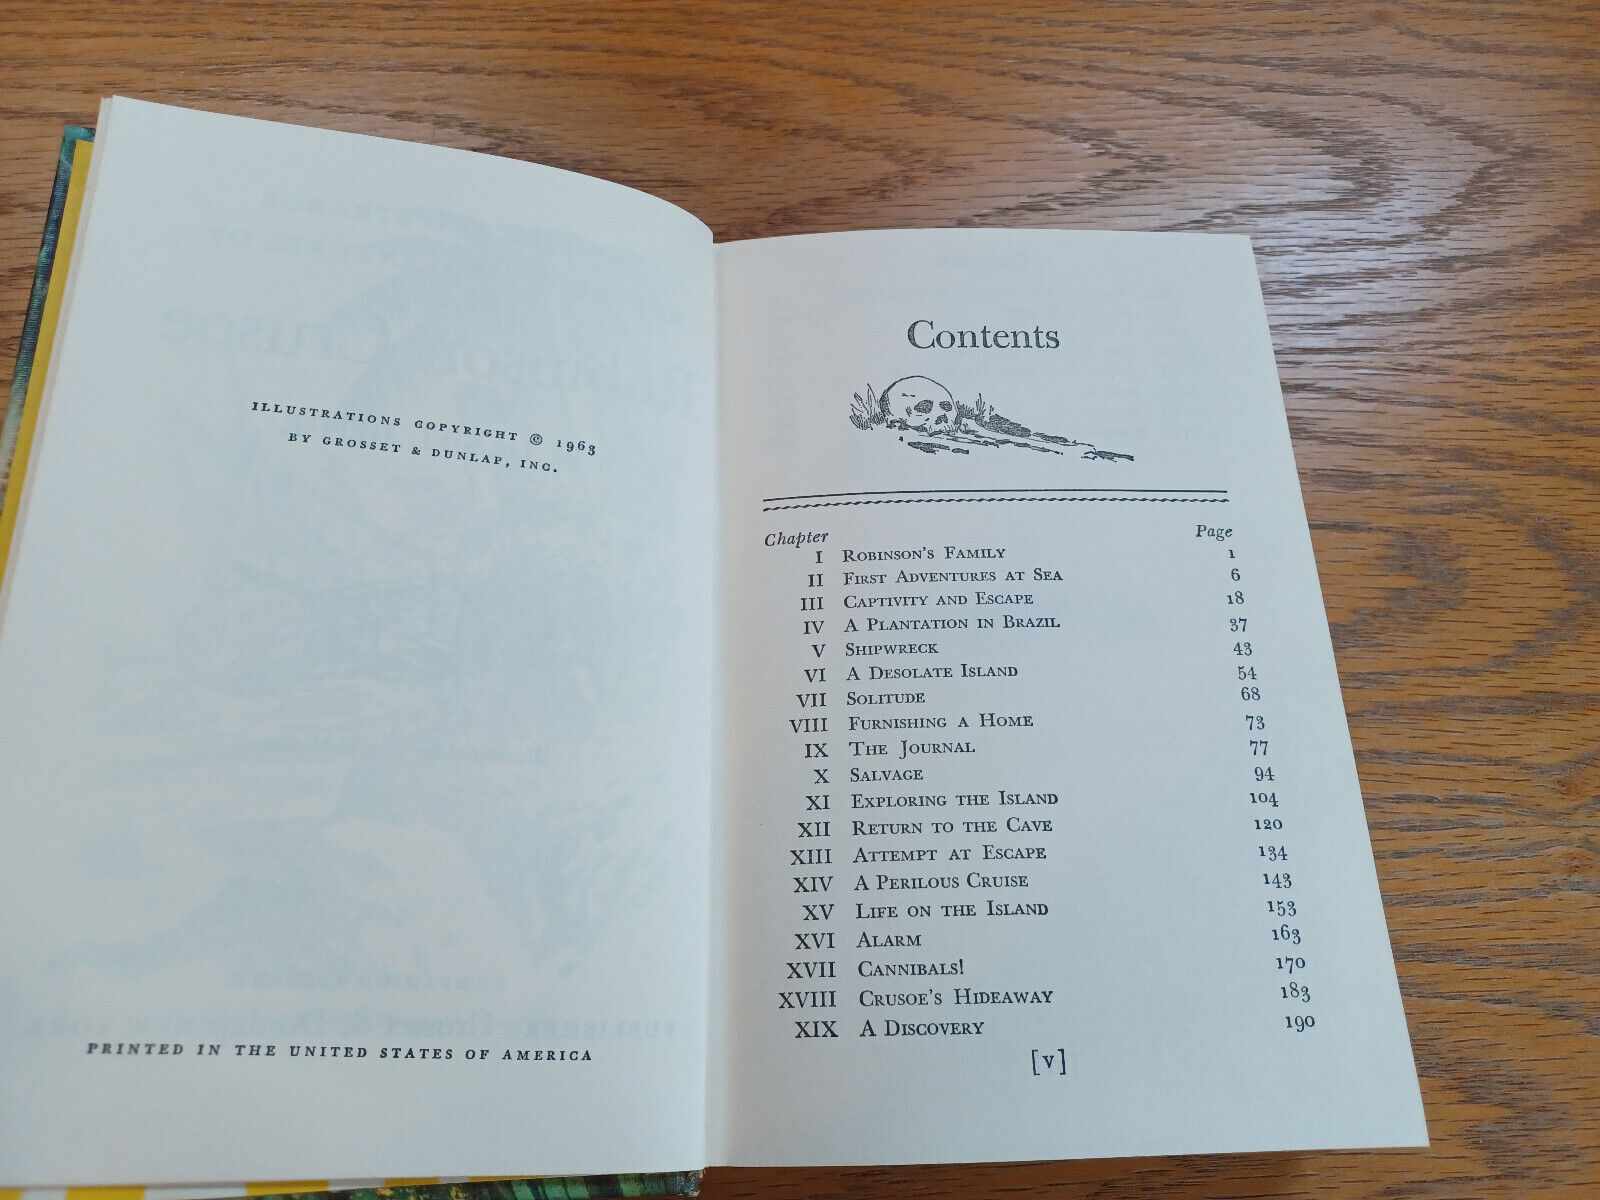 ILLUSTRATIONS COPYRIGHT © 1963
BY GROSSET & DUNLAP, INC.
PRINTED IN THE UNITED STATES OF AMERICA
Contents
Chapter Page
I ROBINSON'S FAMILY 1
II FIRST ADVENTURES AT SEA 6
III CAPTIVITY AND ESCAPE 18
IV A PLANTATION IN BRAZIL 37
V SHIPWRECK 43
VI A DESOLATE ISLAND 54
VII SOLITUDE 68
VIII FURNISHING A HOME 73
IX THE JOURNAL 77
X SALVAGE 94
XI EXPLORING THE ISLAND 104
XII RETURN TO THE CAVE 120
XIII ATTEMPT AT ESCAPE 134
XIV A PERILOUS CRUISE 143
XV LIFE ON THE ISLAND 153
XVI ALARM 163
XVII CANNIBALS! 170
XVIII CRUSOE'S HIDEAWAY 183
XIX A DISCOVERY 190
[v]